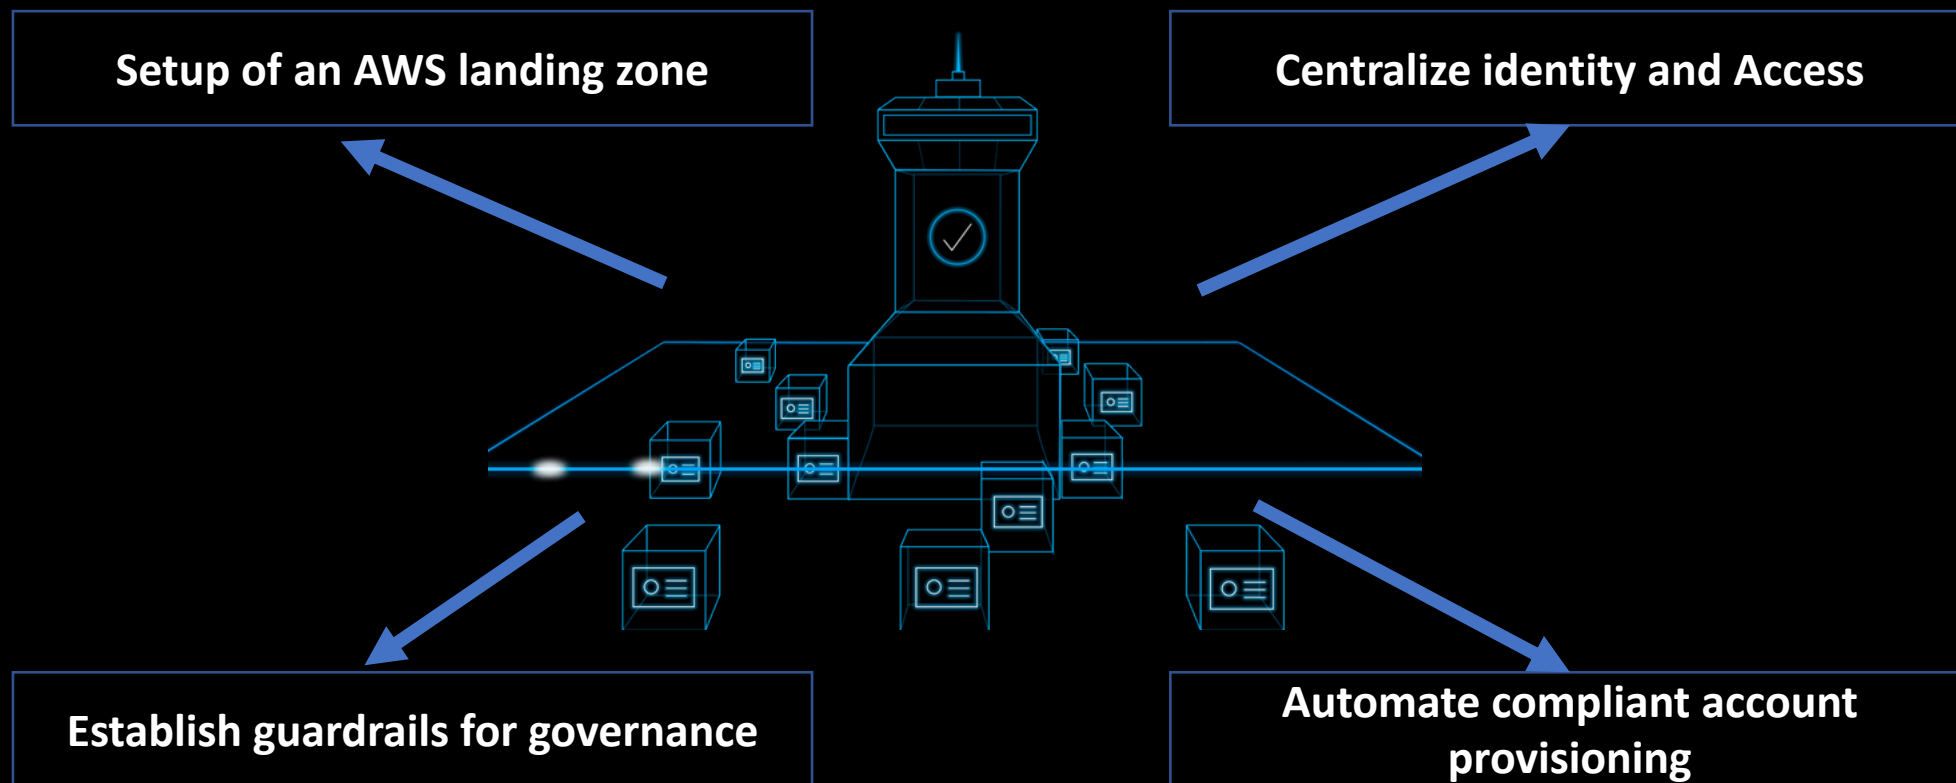 Setup of an AWS landing zone
Centralize identity and Access
Establish guardrails for governance
Automate compliant account
provisioning